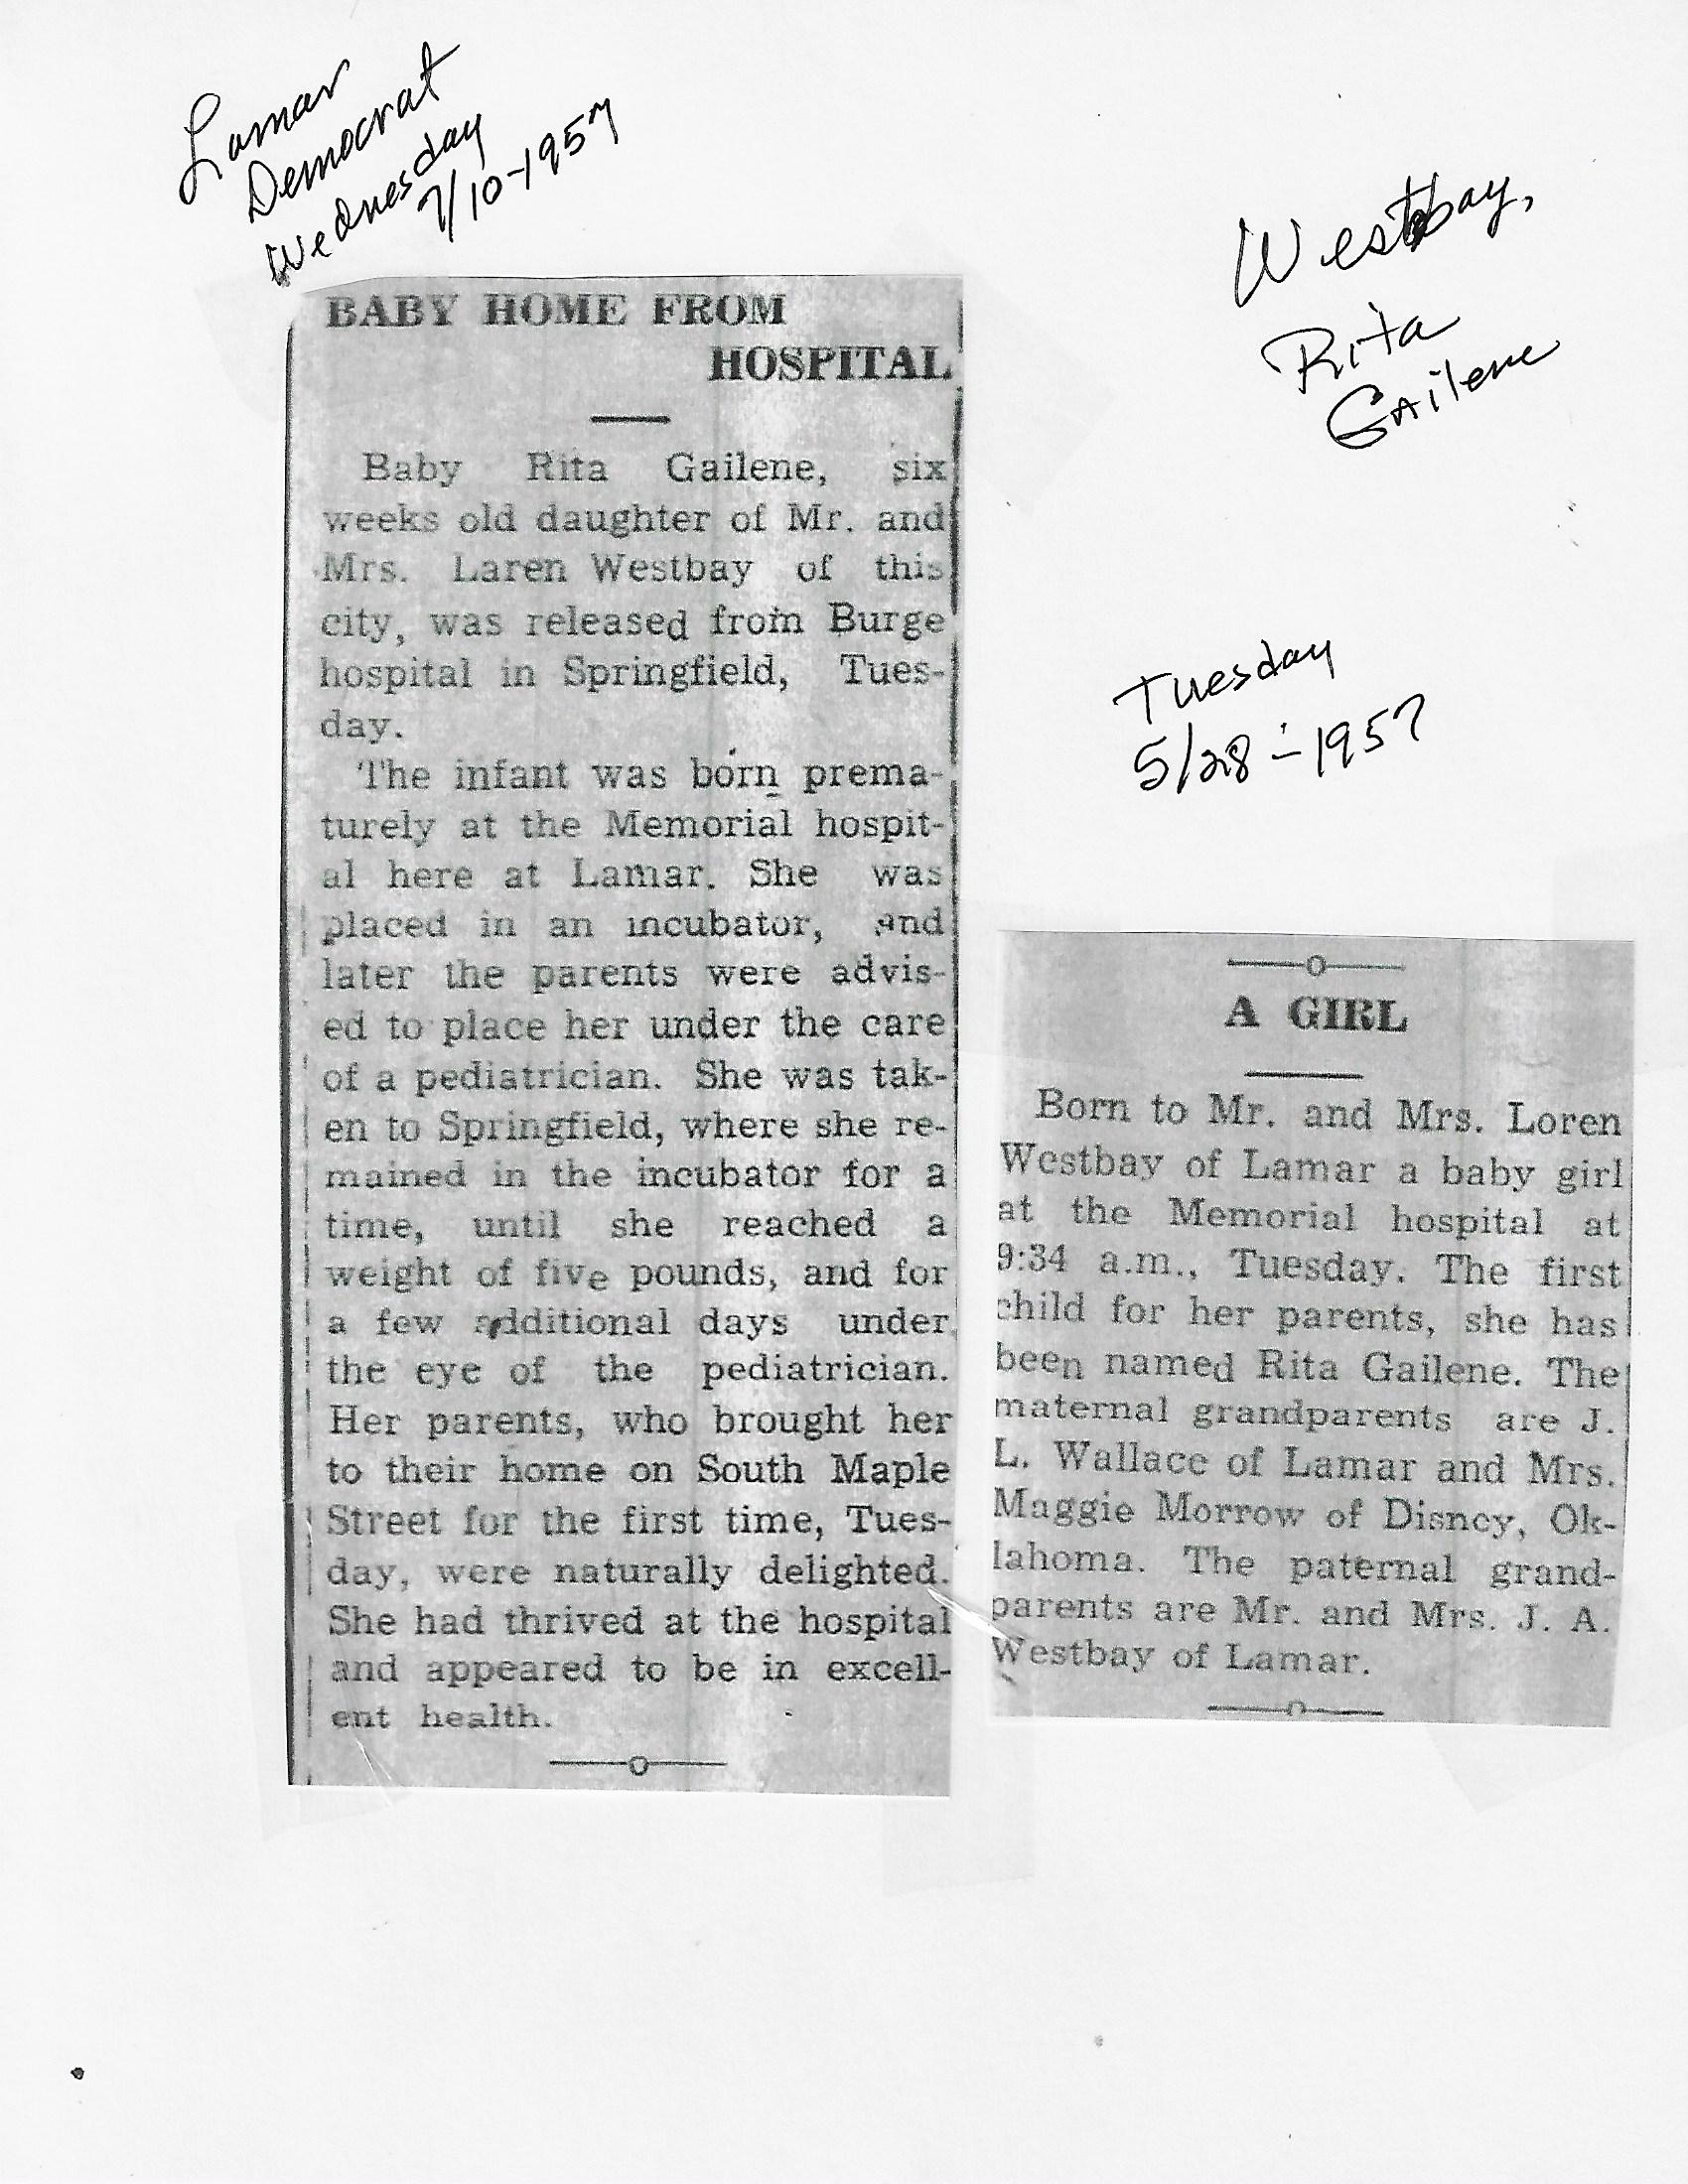 Lamar
Democrat
Wednesday
7/10-1957
Westbay,
Rita
Gailene
BABY HOME FROM
HOSPITAL
Baby Rita Gailene, six
weeks old daughter of Mr. and
Mrs. Laren Westbay of this
city, was released from Burge
hospital in Springfield, Tues-
day.
The infant was born prema-
turely at the Memorial hospit-
al here at Lamar. She was
placed in an incubator, and
later the parents were advis-
ed to place her under the care
of a pediatrician. She was tak-
en to Springfield, where she re-
mained in the incubator for a
time, until she reached a
weight of five pounds, and for
a few additional days under
the eye of the pediatrician.
Her parents, who brought her
to their home on South Maple
Street for the first time, Tues-
day, were naturally delighted.
She had thrived at the hospital
and appeared to be in excell-
ent health.
Tuesday
5/28-1957
A GIRL
Born to Mr. and Mrs. Loren
Westbay of Lamar a baby girl
at the Memorial hospital at
9:34 a.m., Tuesday. The first
child for her parents, she has
been named Rita Gailene. The
maternal grandparents are J.
L. Wallace of Lamar and Mrs.
Maggie Morrow of Disney, Ok-
lahoma. The paternal grand-
parents are Mr. and Mrs. J. A.
Westbay of Lamar.